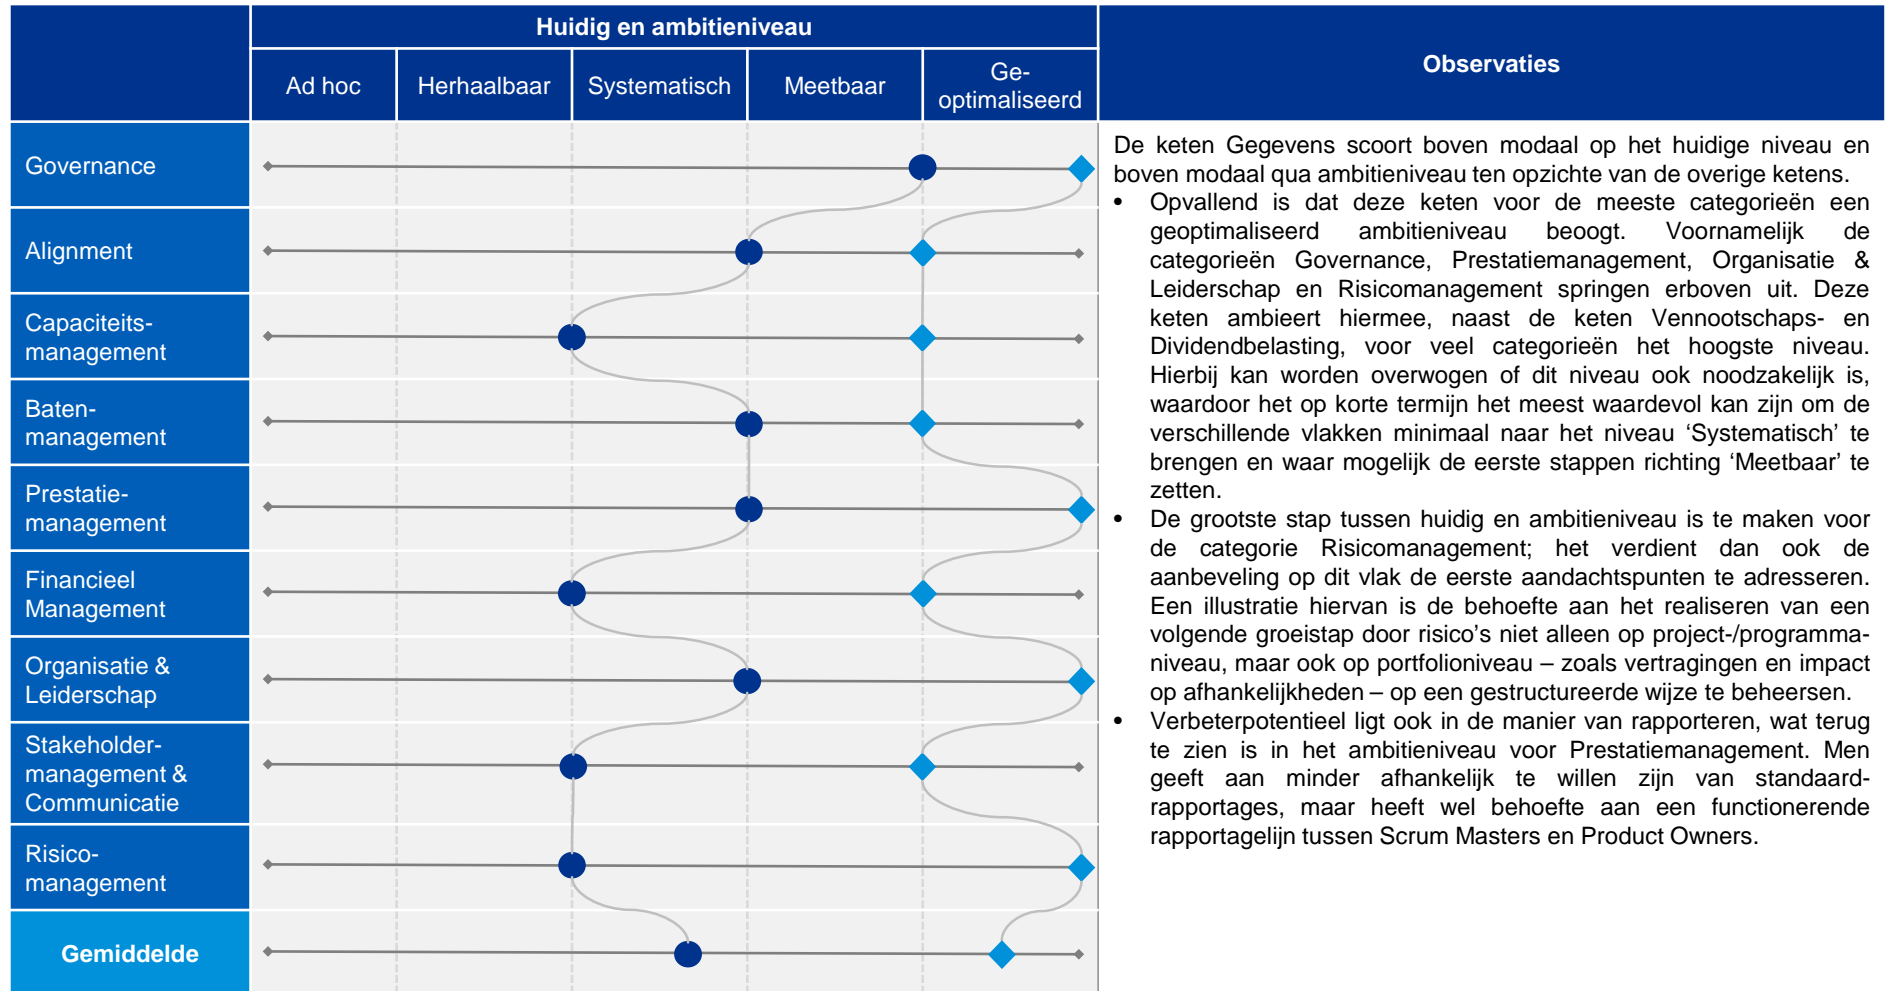 Huidig en ambitieniveau
Observaties
Ad hoc
Herhaalbaar
Systematisch
Meetbaar
Ge-
optimaliseerd
Governance
Alignment
Capaciteits-
management
Baten-
management
Prestatie-
management
Financieel
Management
Organisatie &
Leiderschap
Stakeholder-
management &
Communicatie
Risico-
management
Gemiddelde
De keten Gegevens scoort boven modaal op het huidige niveau en
boven modaal qua ambitieniveau ten opzichte van de overige ketens.
• Opvallend is dat deze keten voor de meeste categorieën een
geoptimaliseerd ambitieniveau beoogt. Voornamelijk de
categorieën Governance, Prestatiemanagement, Organisatie &
Leiderschap en Risicomanagement springen erboven uit. Deze
keten ambieert hiermee, naast de keten Vennootschaps- en
Dividendbelasting, voor veel categorieën het hoogste niveau.
Hierbij kan worden overwogen of dit niveau ook noodzakelijk is,
waardoor het op korte termijn het meest waardevol kan zijn om de
verschillende vlakken minimaal naar het niveau ‘Systematisch’ te
brengen en waar mogelijk de eerste stappen richting ‘Meetbaar’ te
zetten.
• De grootste stap tussen huidig en ambitieniveau is te maken voor
de categorie Risicomanagement; het verdient dan ook de
aanbeveling op dit vlak de eerste aandachtspunten te adresseren.
Een illustratie hiervan is de behoefte aan het realiseren van een
volgende groeistap door risico’s niet alleen op project-/programma-
niveau, maar ook op portfolioniveau – zoals vertragingen en impact
op afhankelijkheden – op een gestructureerde wijze te beheersen.
• Verbeterpotentieel ligt ook in de manier van rapporteren, wat terug
te zien is in het ambitieniveau voor Prestatiemanagement. Men
geeft aan minder afhankelijk te willen zijn van standaard-
rapportages, maar heeft wel behoefte aan een functionerende
rapportagelijn tussen Scrum Masters en Product Owners.